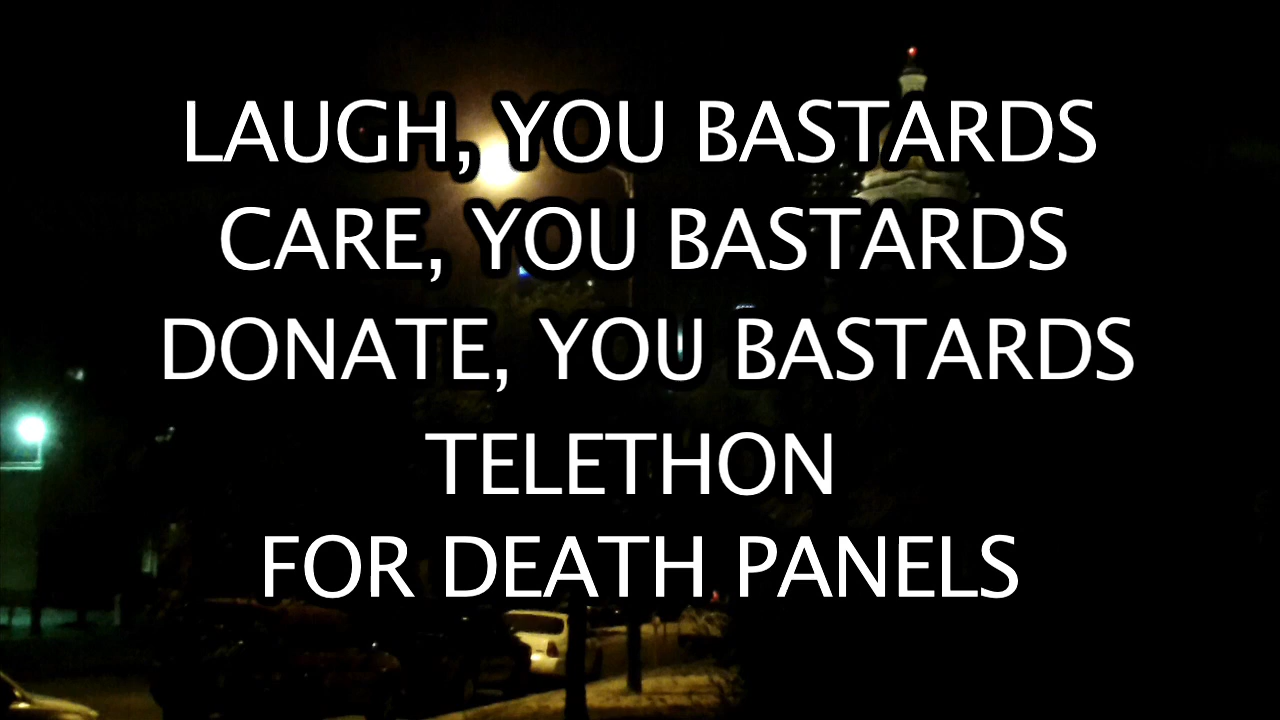 LAUGH, YOU BASTARDS
CARE, YOU BASTARDS
DONATE, YOU BASTARDS
TELETHON
FOR DEATH PANELS